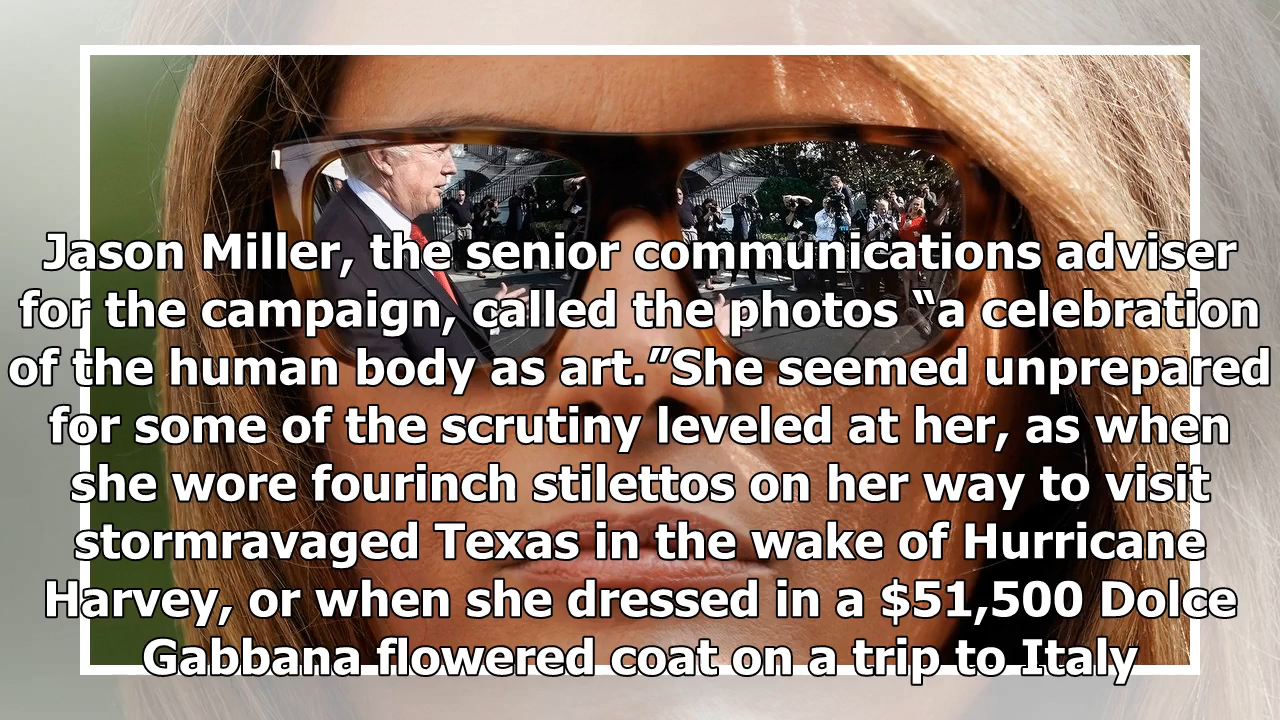 Jason Miller, the senior communications adviser
for the campaign, called the photos “a celebration
of the human body as art.”She seemed unprepared
for some of the scrutiny leveled at her, as when
she wore fourinch stilettos on her way to visit
stormravaged Texas in the wake of Hurricane
Harvey, or when she dressed in a $51,500 Dolce
Gabbana flowered coat on a trip to Italy